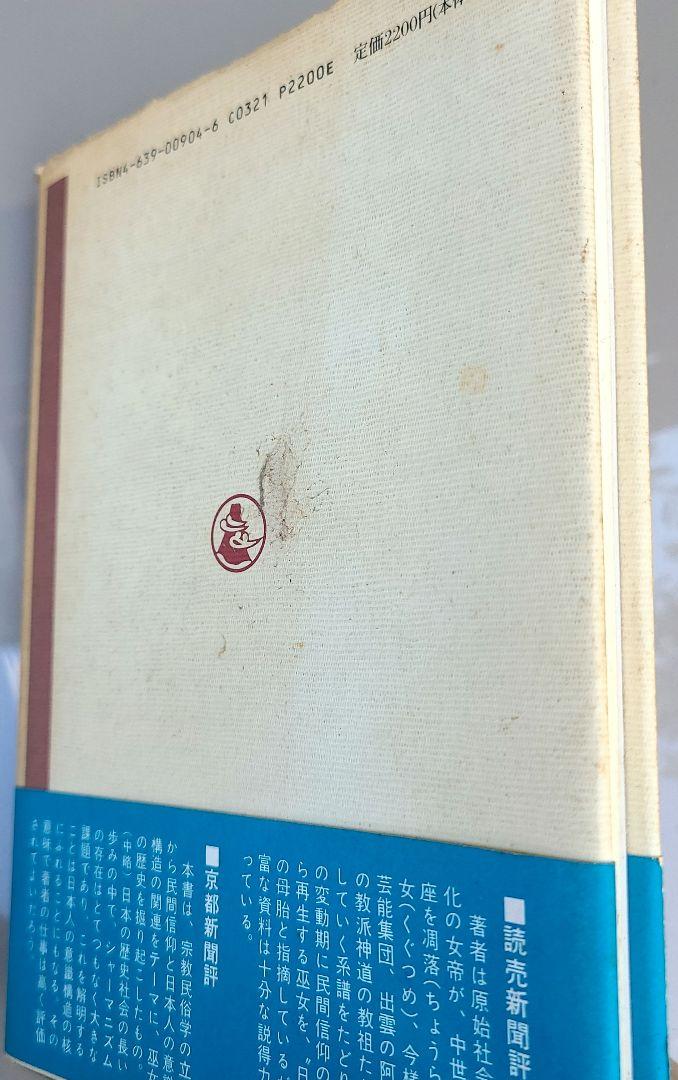 ISBN4-639-00904-6 C0321 P2200E 定価2200円(本体
■読売新聞評
著者は原始社会
化の女帝が、中世
座を凋落(ちょうら
女(くぐつめ)、今様
芸能集団、出雲の阿
の教派神道の教祖た
していく系譜をたどり
の変動期に民間信仰の
ら再生する巫女を、“日
の母胎と指摘しているが
富な資料は十分な説得力
っている。
■京都新聞評
本書は、宗教民俗学の立
から民間信仰と日本人の意識
構造の関連をテーマに、巫女
の歴史を掘り起こしたもの。
(中略)日本の歴史社会の長い
歩みの中で、シャーマニズム
の存在はとてつもなく大きな
課題であり、これを解明する
ことは日本人の意識構造の核
にふれることにもなる。その
意味で著者の仕事は高く評価
されてよいだろう。